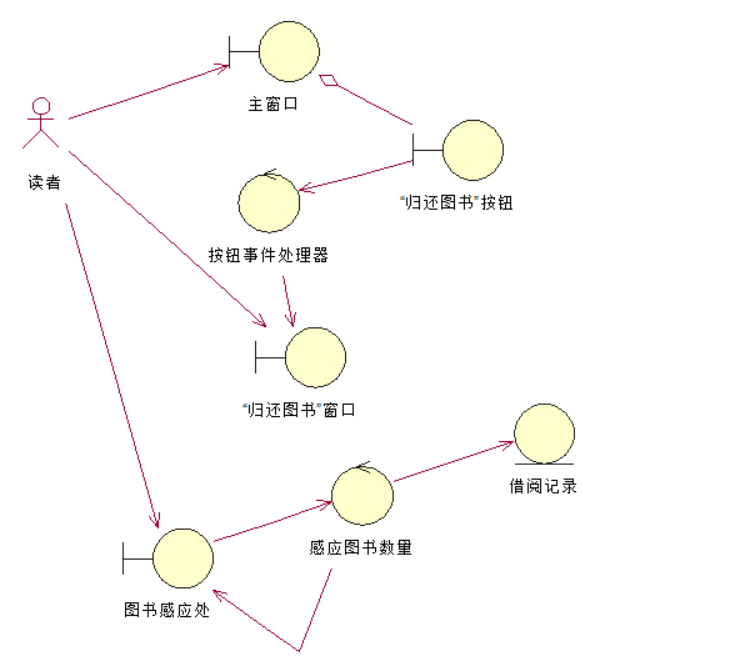 主窗口
读者
“归还图书”按钮
按钮事件处理器
“归还图书”窗口
借阅记录
感应图书数量
图书感应处